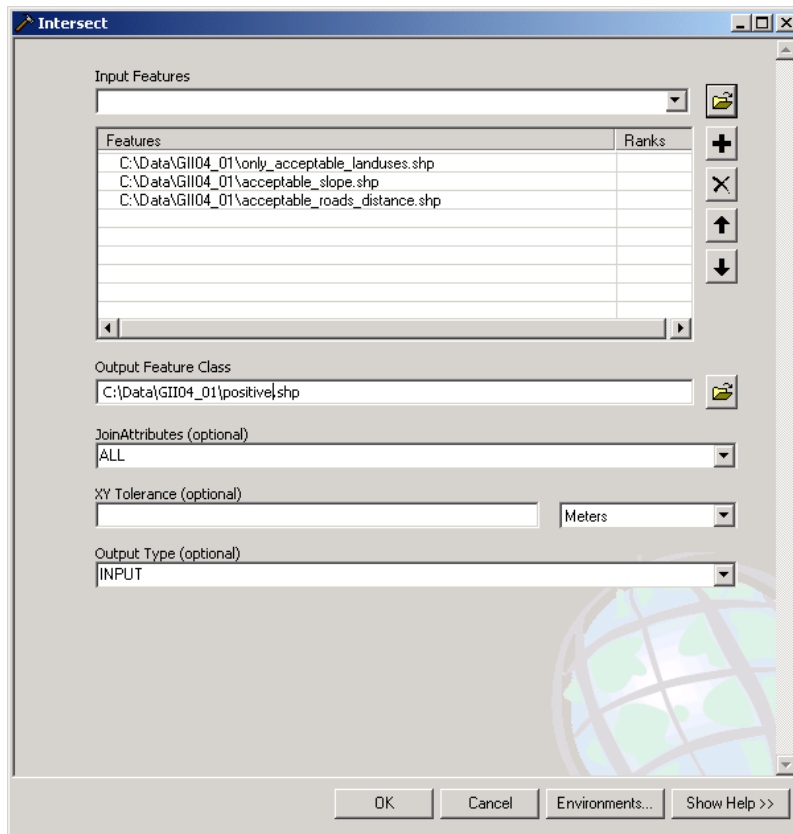 Intersect
Input Features
Features Ranks
C:\Data\GII04_01\only_acceptable_landuses.shp
C:\Data\GII04_01\acceptable_slope.shp
C:\Data\GII04_01\acceptable_roads_distance.shp
Output Feature Class
C:\Data\GII04_01\positive.shp
JoinAttributes (optional)
ALL
XY Tolerance (optional)
Meters
Output Type (optional)
INPUT
OK Cancel Environments... Show Help >>